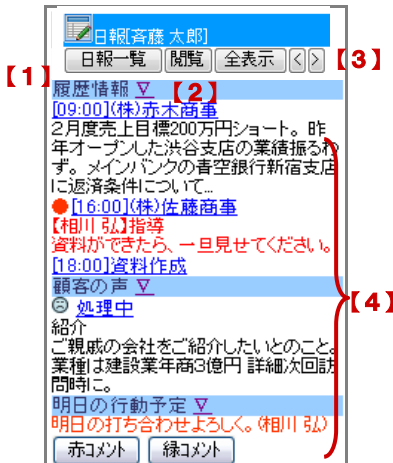 日報[斉藤 太郎]
日報一覧 閲覧 全表示 < >
【1】
【3】
履歴情報 ▽
【2】
[09:00](株)赤木商事
2月度売上目標200万円ショート。昨
年オープンした渋谷支店の業績振るわ
ず。メインバンクの青空銀行新宿支店
に返済条件について...
[16:00](株)佐藤商事
【相川 弘】指導
資料ができたら、一旦見せてください。
[18:00]資料作成
顧客の声 ▽
【4】
処理中
紹介
ご親戚の会社をご紹介したいとのこと。
業種は建設業年商3億円 詳細次回訪
問時に。
明日の行動予定 ▽
明日の打ち合わせよろしく。(相川 弘)
赤コメント 緑コメント